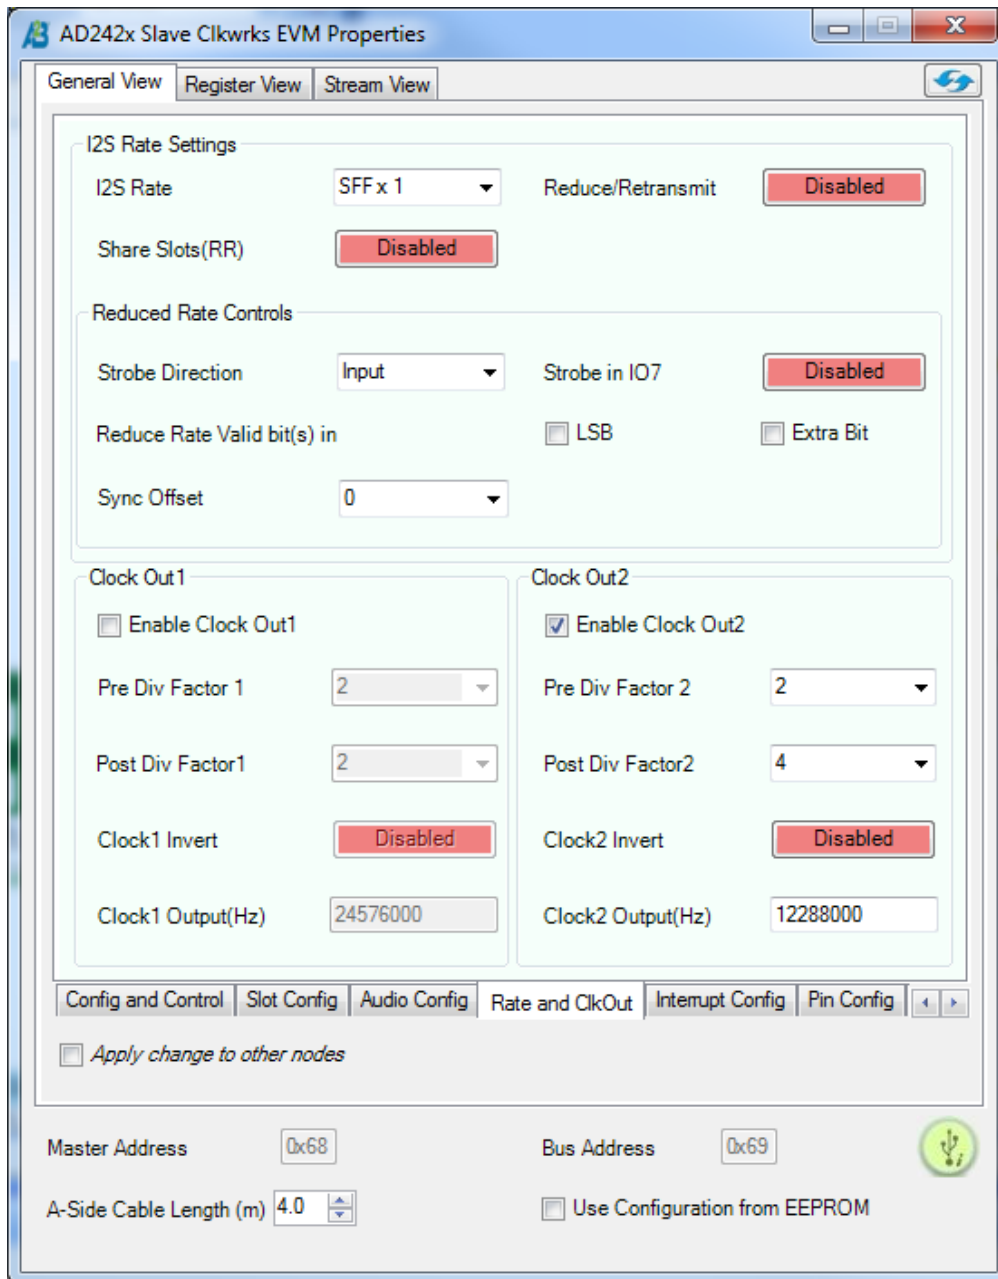 AD242x Slave Clkwrks EVM Properties
General View Register View Stream View
I2S Rate Settings
I2S Rate SFF x 1 Reduce/Retransmit Disabled
Share Slots(RR) Disabled
Reduced Rate Controls
Strobe Direction Input Strobe in IO7 Disabled
Reduce Rate Valid bit(s) in LSB Extra Bit
Sync Offset 0
Clock Out1 Clock Out2
Enable Clock Out1 Enable Clock Out2
Pre Div Factor 1 2 Pre Div Factor 2 2
Post Div Factor1 2 Post Div Factor2 4
Clock1 Invert Disabled Clock2 Invert Disabled
Clock1 Output(Hz) 24576000 Clock2 Output(Hz) 12288000
Config and Control Slot Config Audio Config Rate and ClkOut Interrupt Config Pin Config
Apply change to other nodes
Master Address 0x68 Bus Address 0x69
A-Side Cable Length (m) 4.0 Use Configuration from EEPROM